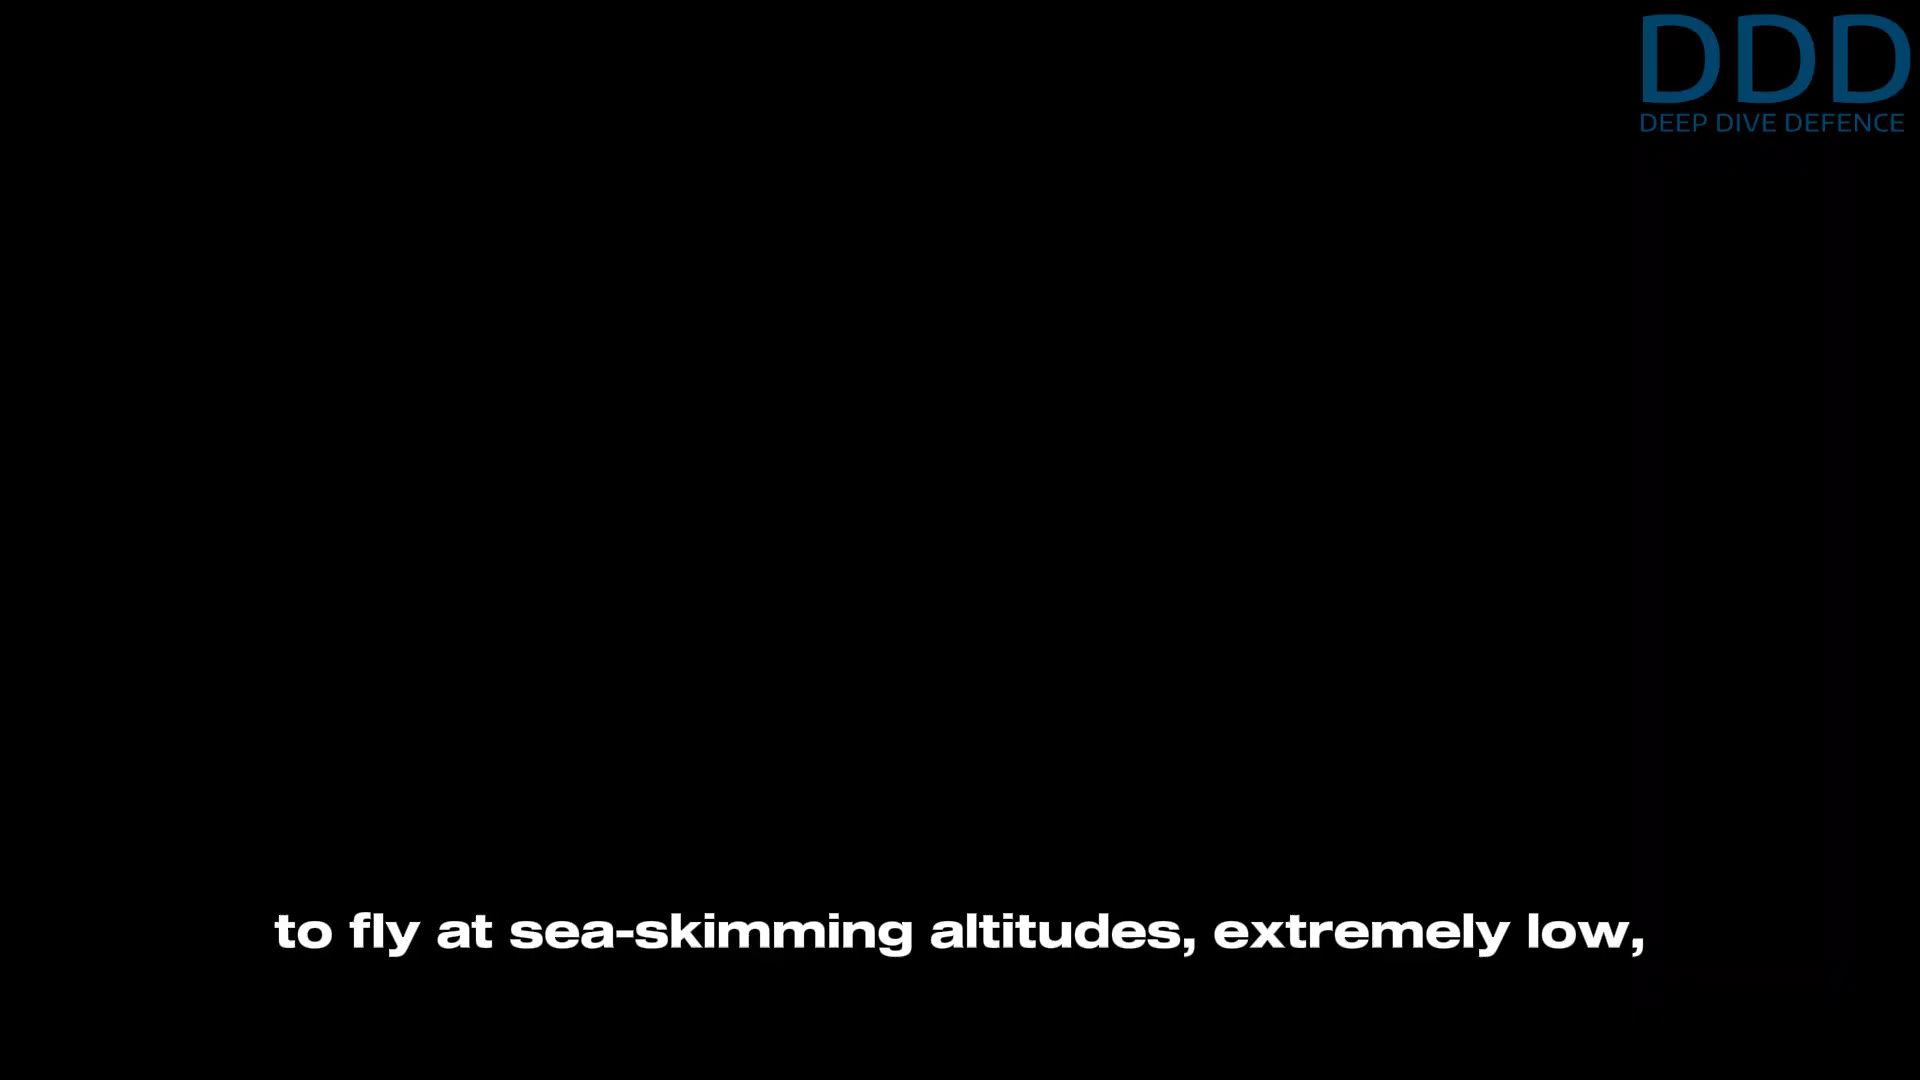 DDD
DEEP DIVE DEFENCE
to fly at sea-skimming altitudes, extremely low,